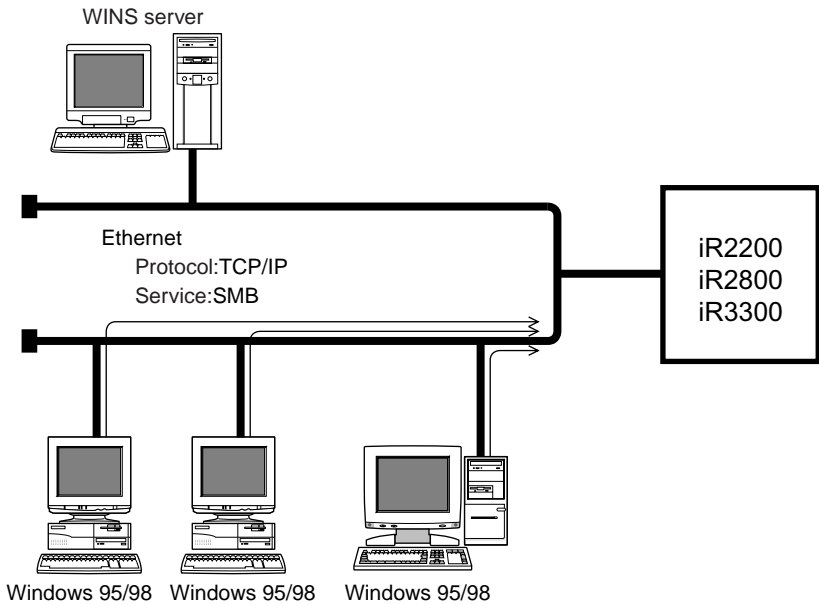 WINS server
Ethernet
Protocol:TCP/IP
Service:SMB
iR2200
iR2800
iR3300
Windows 95/98
Windows 95/98
Windows 95/98